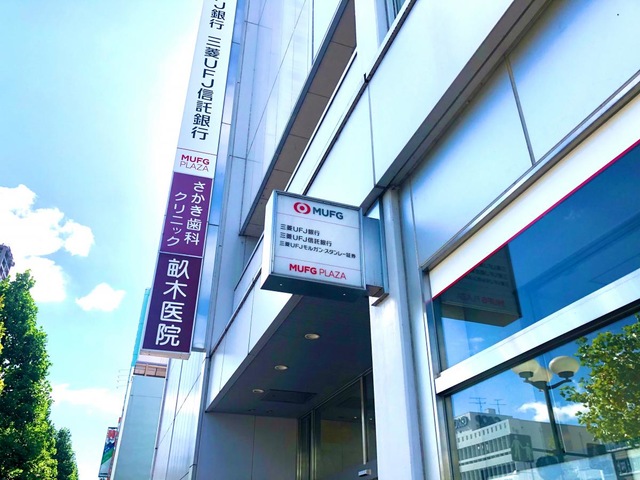 J銀行 三菱UFJ信託銀行
MUFG
PLAZA
さかき歯科
クリニック
畝木医院
MUFG
三菱UFJ銀行
三菱UFJ信託銀行
三菱UFJモルガン・スタンレー証券
MUFG PLAZA